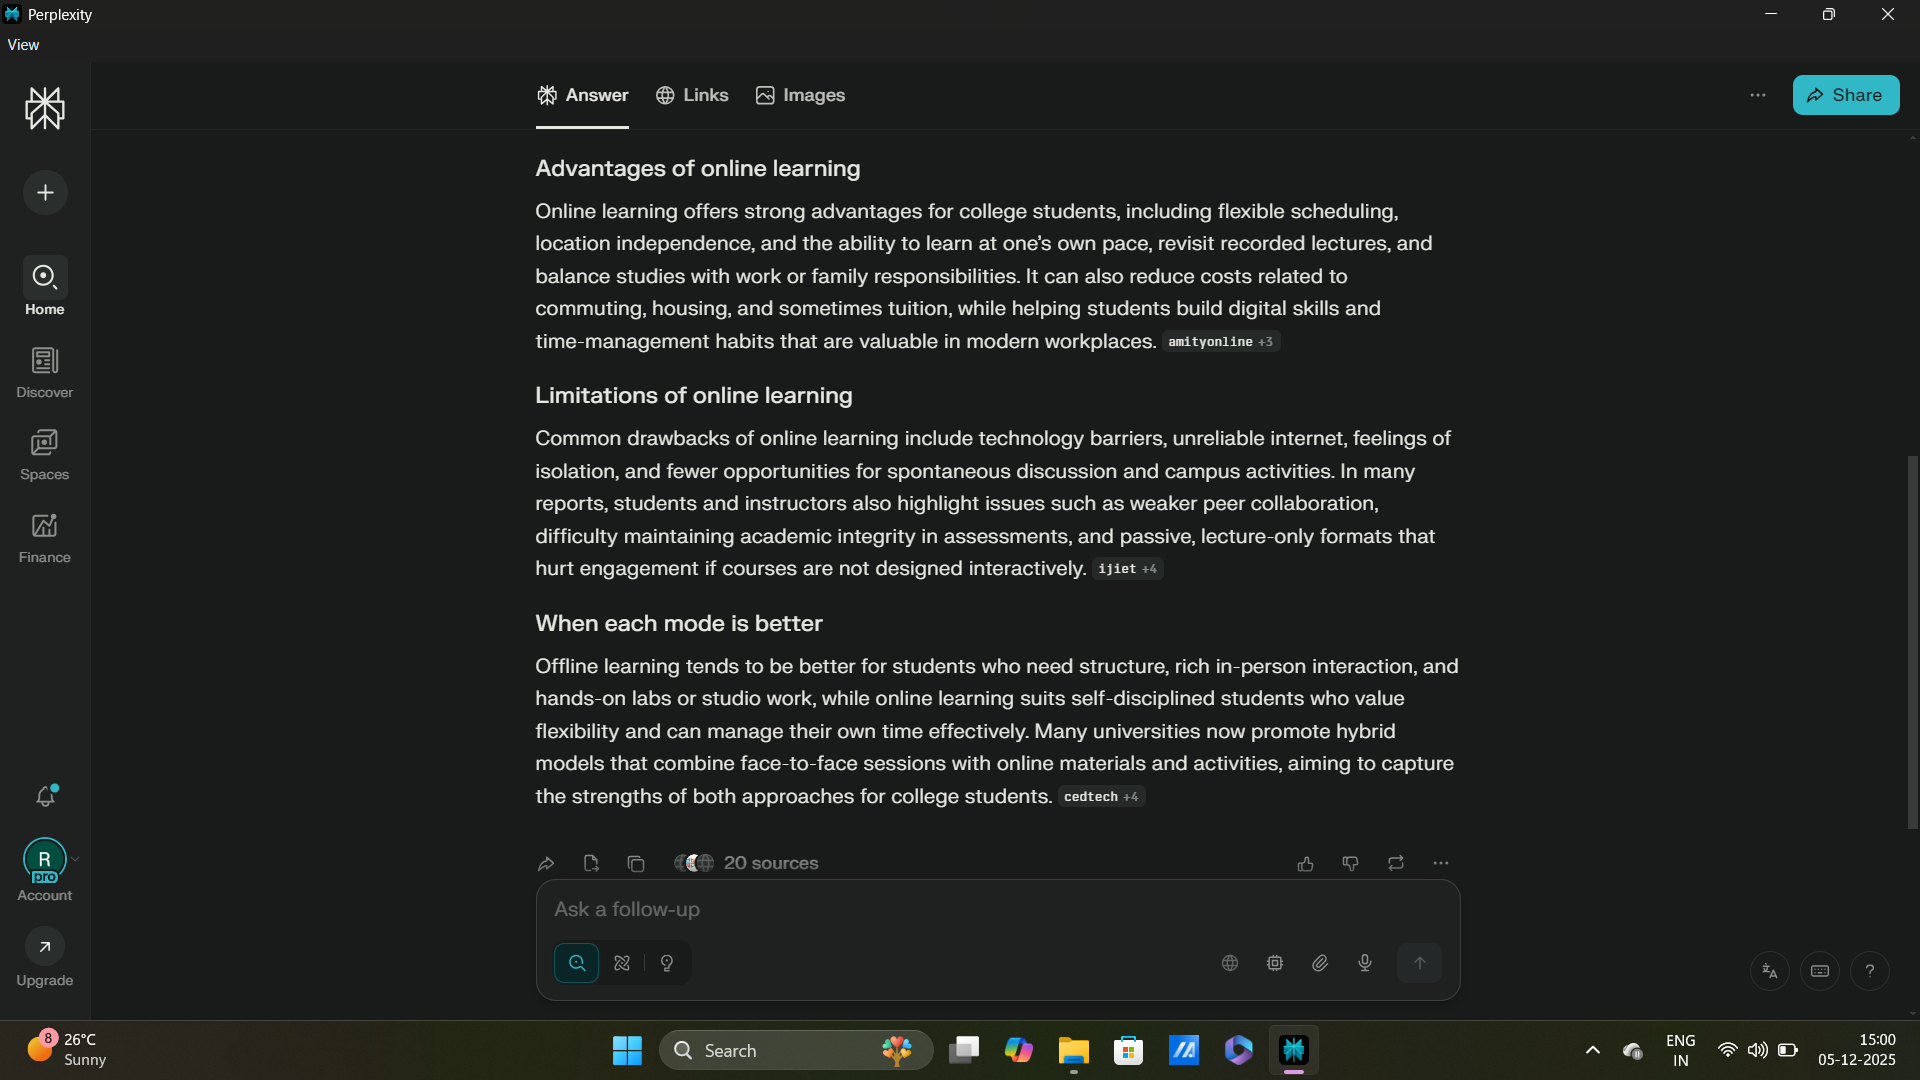 Perplexity
View
Answer
Links
Images
Share
Home
Discover
Spaces
Finance
R
pro
Account
Upgrade
Advantages of online learning
Online learning offers strong advantages for college students, including flexible scheduling,
location independence, and the ability to learn at one’s own pace, revisit recorded lectures, and
balance studies with work or family responsibilities. It can also reduce costs related to
commuting, housing, and sometimes tuition, while helping students build digital skills and
time-management habits that are valuable in modern workplaces. amityonline +3
Limitations of online learning
Common drawbacks of online learning include technology barriers, unreliable internet, feelings of
isolation, and fewer opportunities for spontaneous discussion and campus activities. In many
reports, students and instructors also highlight issues such as weaker peer collaboration,
difficulty maintaining academic integrity in assessments, and passive, lecture-only formats that
hurt engagement if courses are not designed interactively. ijiet +4
When each mode is better
Offline learning tends to be better for students who need structure, rich in-person interaction, and
hands-on labs or studio work, while online learning suits self-disciplined students who value
flexibility and can manage their own time effectively. Many universities now promote hybrid
models that combine face-to-face sessions with online materials and activities, aiming to capture
the strengths of both approaches for college students. cedtech +4
20 sources
Ask a follow-up
?
8
26°C
Sunny
Search
ENG
IN
15:00
05-12-2025